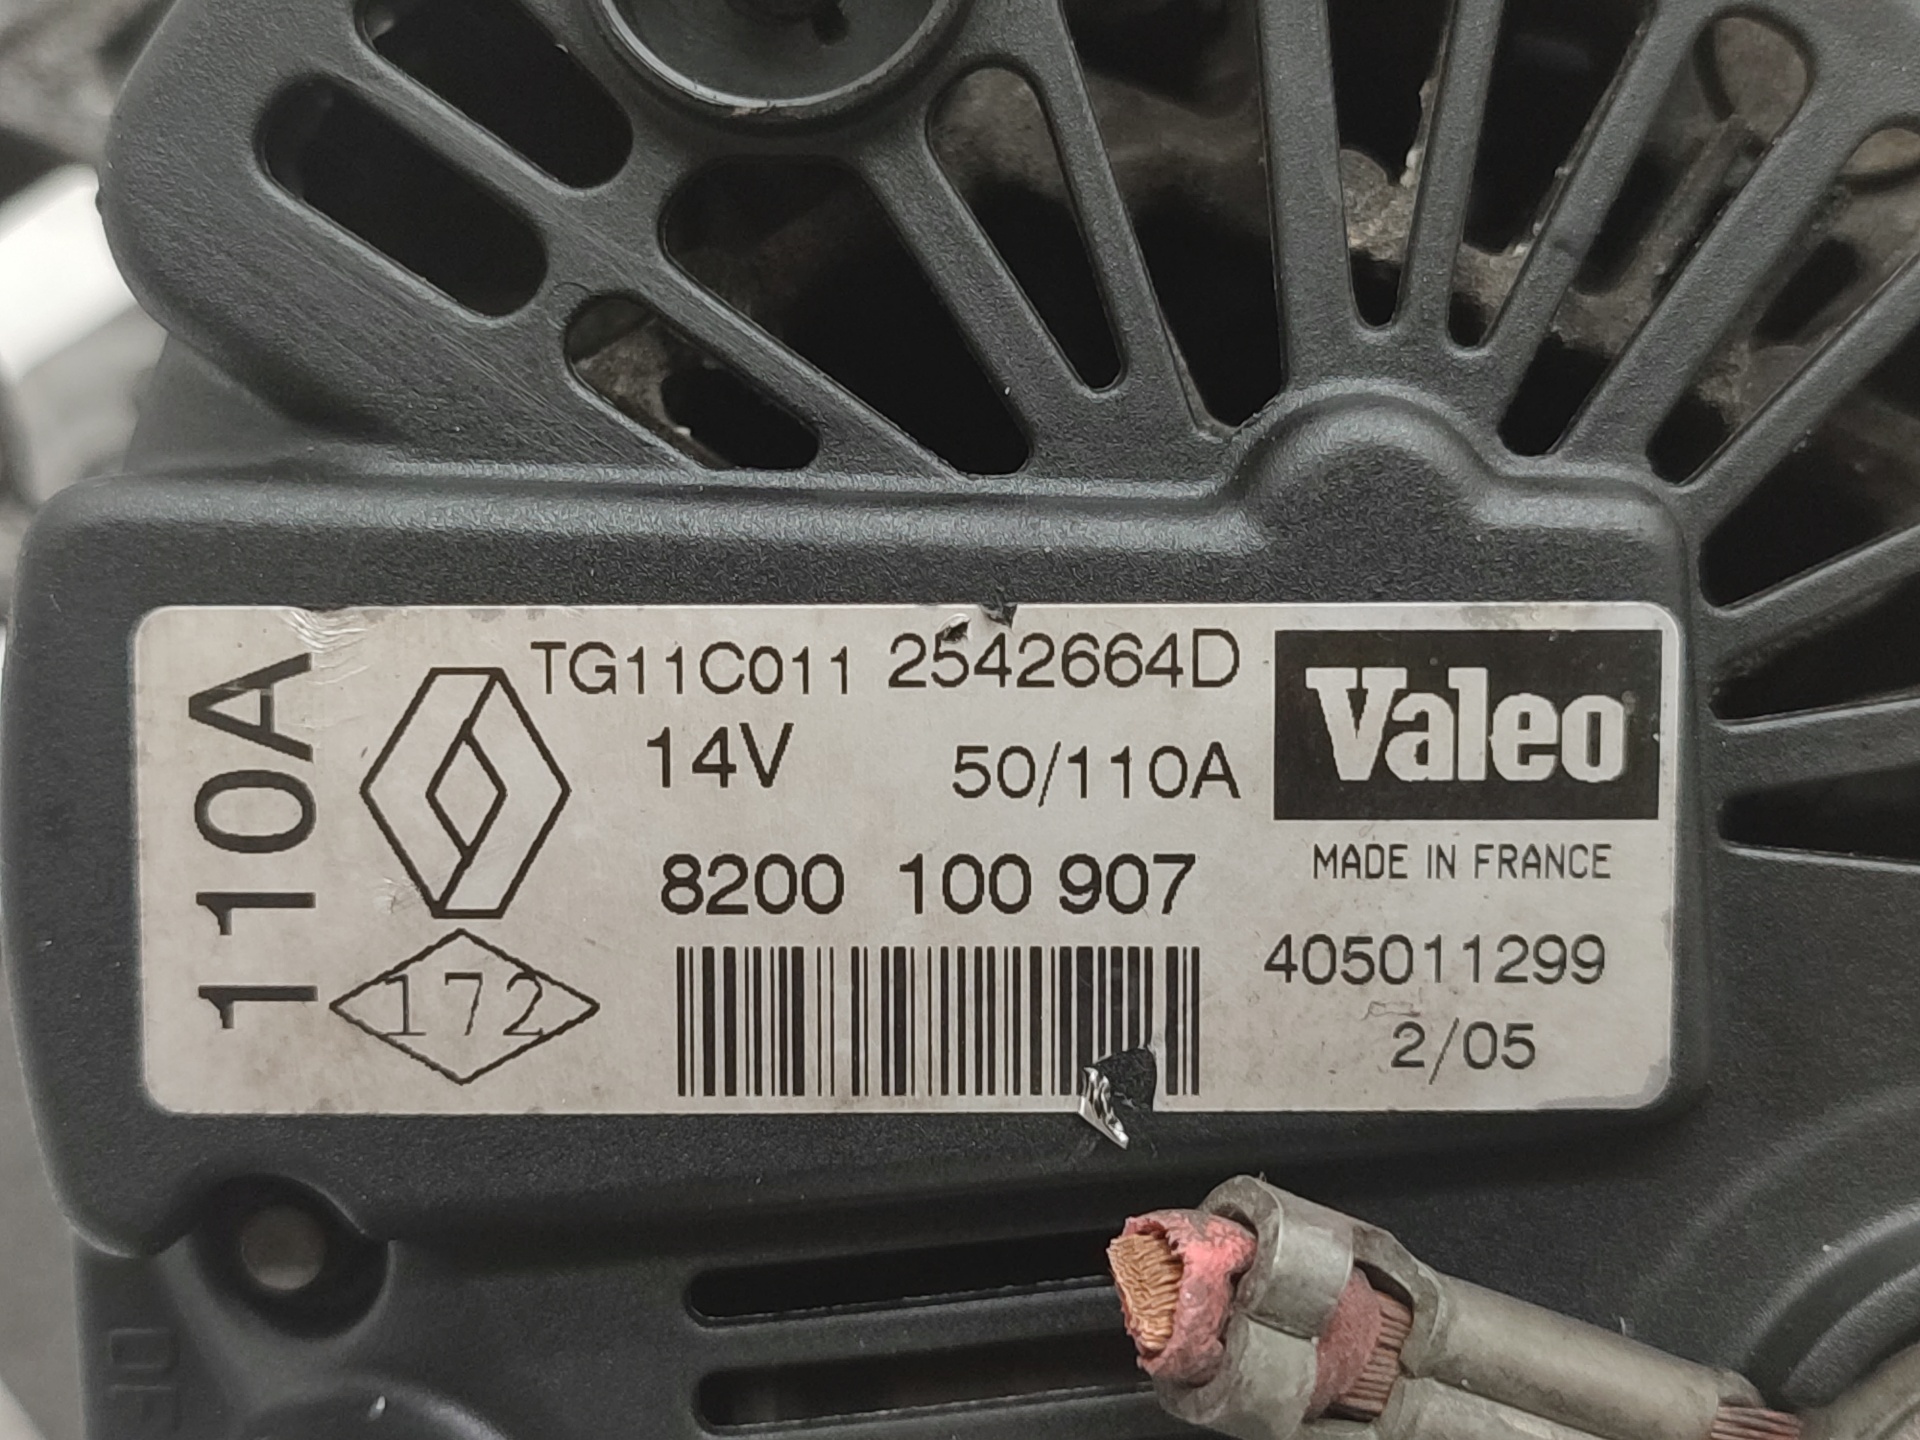 110A
TG11C011 2542664D
14V 50/110A
8200 100 907
172
Valeo
MADE IN FRANCE
405011299
2/05